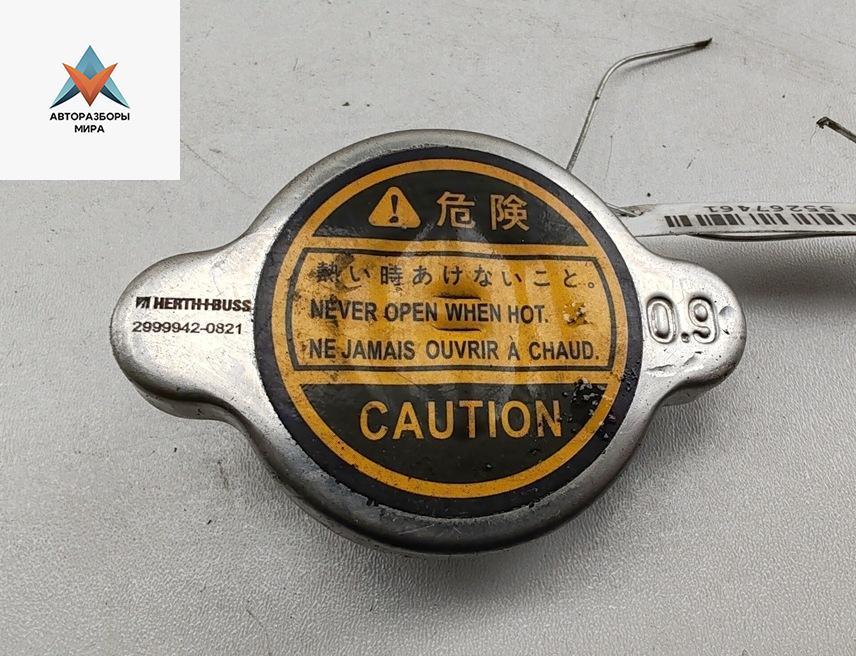 АВТОРАЗБОРЫ
МИРА
危険
熱い時あけないこと。
NEVER OPEN WHEN HOT.
NE JAMAIS OUVRIR À CHAUD.
CAUTION
HERTH+BUSS
2999942-0821
0.9
55267461